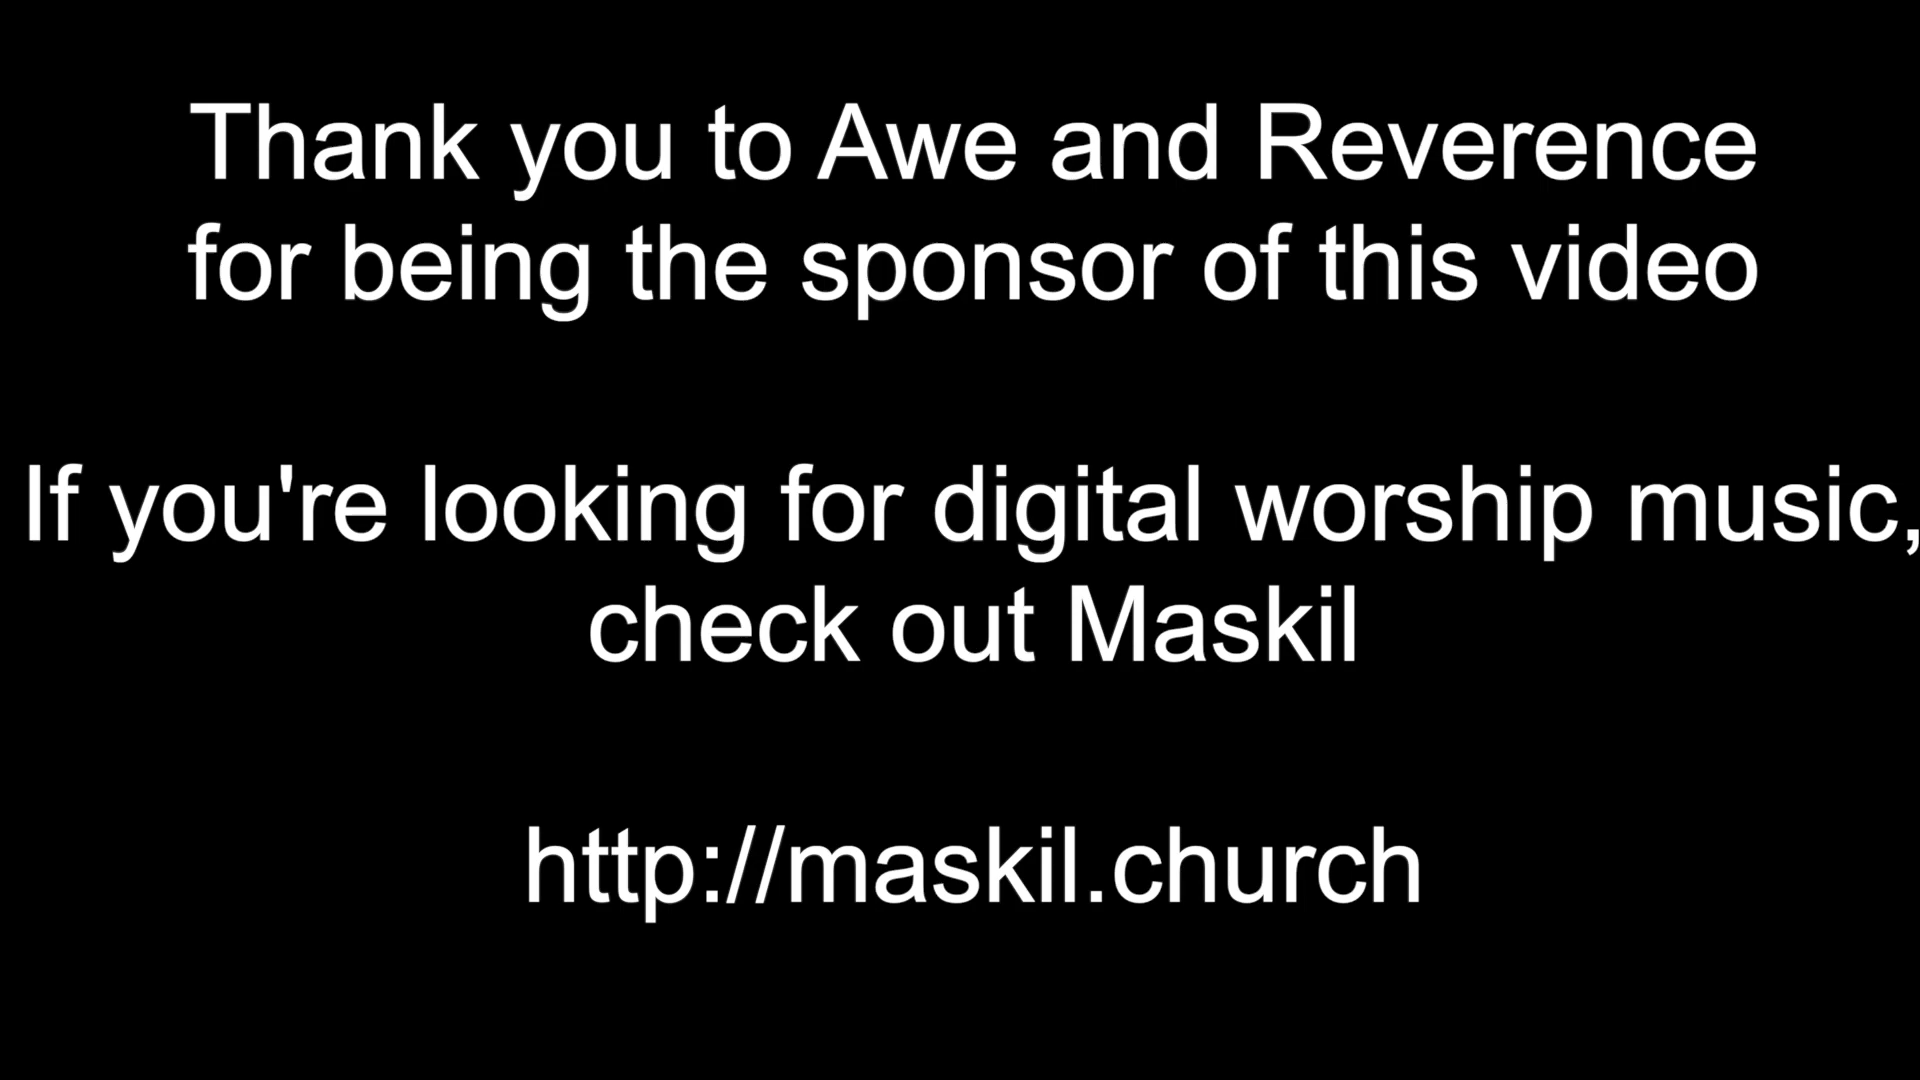 Thank you to Awe and Reverence
for being the sponsor of this video
If you're looking for digital worship music,
check out Maskil
http://maskil.church